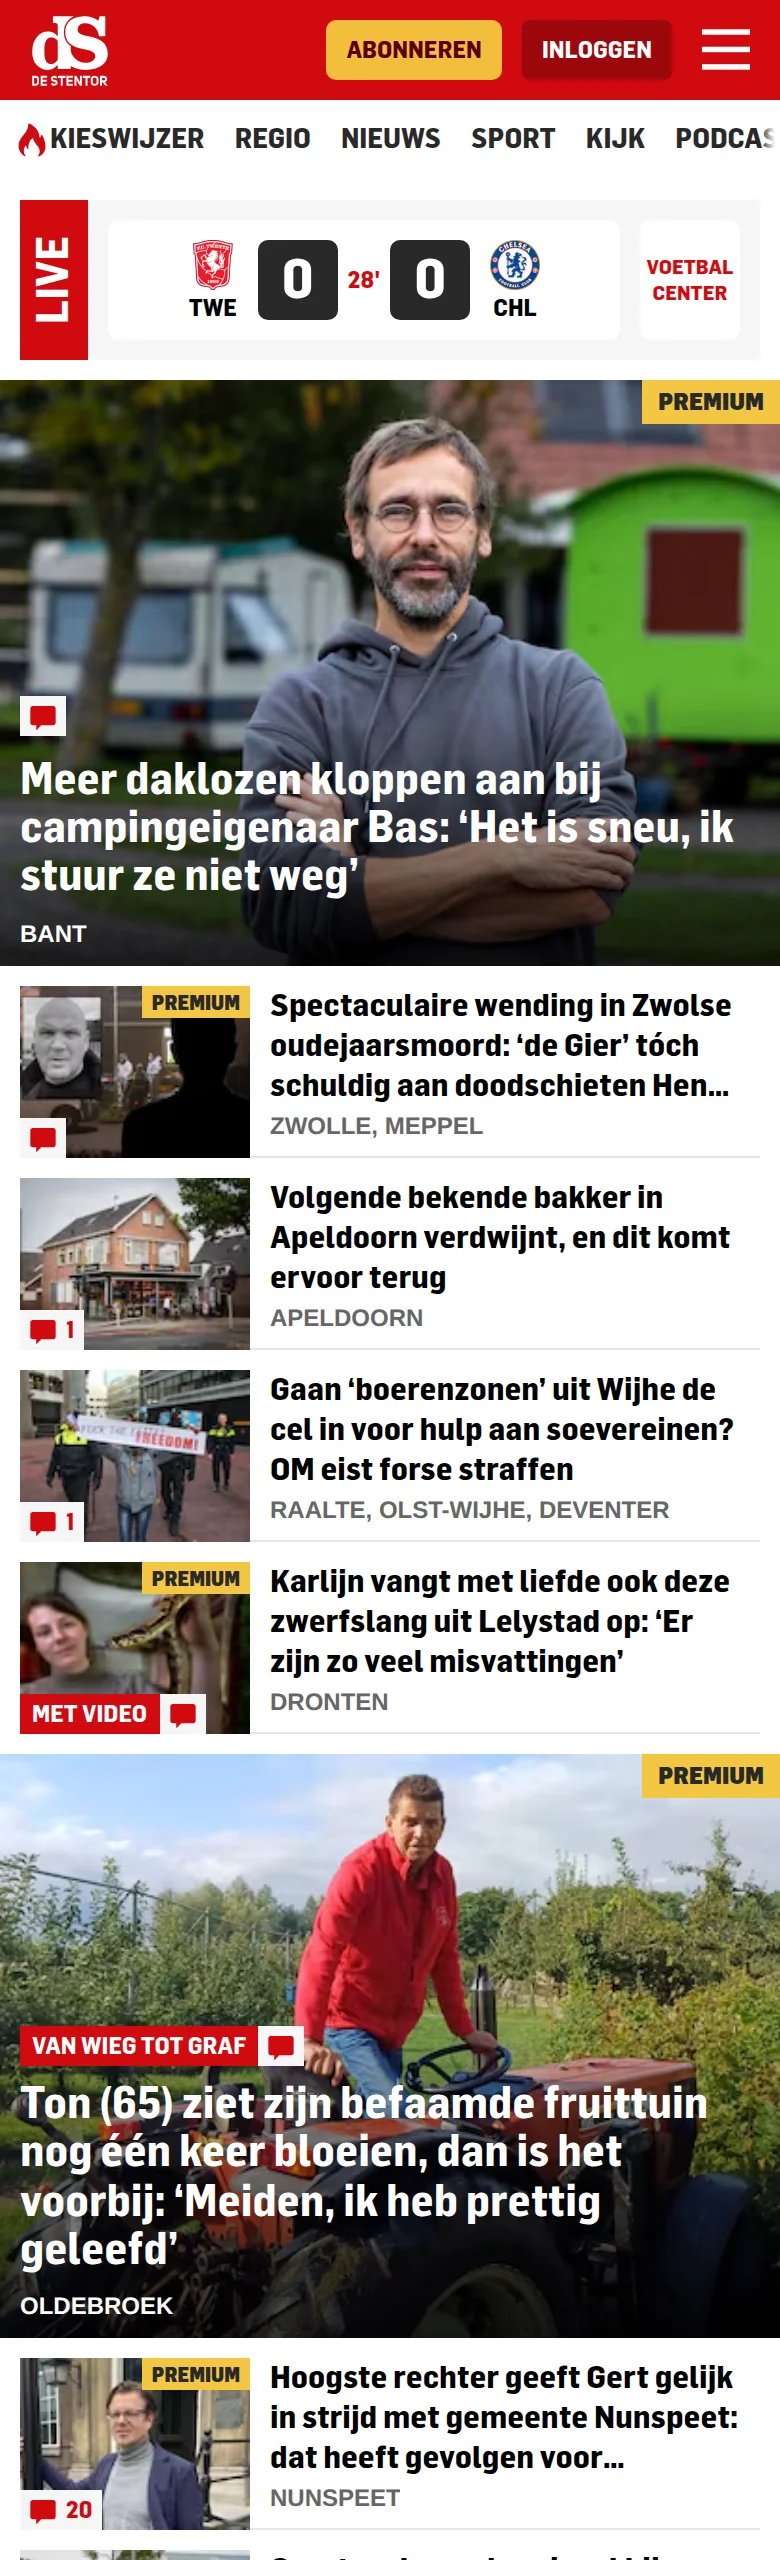 dS
DE STENTOR
ABONNEREN
INLOGGEN
KIESWIJZER REGIO NIEUWS SPORT KIJK PODCAS
LIVE
TWE
0
28'
0
CHL
VOETBAL
CENTER
PREMIUM
Meer daklozen kloppen aan bij
campingeigenaar Bas: ‘Het is sneu, ik
stuur ze niet weg’
BANT
PREMIUM
Spectaculaire wending in Zwolse
oudejaarsmoord: ‘de Gier’ tóch
schuldig aan doodschieten Hen...
ZWOLLE, MEPPEL
Volgende bekende bakker in
Apeldoorn verdwijnt, en dit komt
ervoor terug
APELDOORN
1
FREEDOM!
Gaan ‘boerenzonen’ uit Wijhe de
cel in voor hulp aan soevereinen?
OM eist forse straffen
RAALTE, OLST-WIJHE, DEVENTER
1
PREMIUM
MET VIDEO
Karlijn vangt met liefde ook deze
zwerfslang uit Lelystad op: ‘Er
zijn zo veel misvattingen’
DRONTEN
PREMIUM
VAN WIEG TOT GRAF
Ton (65) ziet zijn befaamde fruittuin
nog één keer bloeien, dan is het
voorbij: ‘Meiden, ik heb prettig
geleefd’
OLDEBROEK
PREMIUM
20
Hoogste rechter geeft Gert gelijk
in strijd met gemeente Nunspeet:
dat heeft gevolgen voor...
NUNSPEET